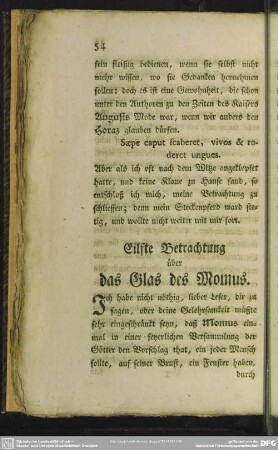 54
sein fleißig bedienen, wenn sie selbst nicht
mehr wissen, wo sie Gedanken hernehmen
sollen: doch es ist eine Gewohnheit, die schon
unter den Authoren zu den Zeiten des Kaisers
Augusts Mode war, wenn wir anders den
Horaz glauben dürfen.
Sæpe caput scaberet, vivos & ro-
deret ungues.
Aber als ich oft nach dem Witze angeklopfet
hatte, und keine Klaue zu Hause fand, so
entschloß ich mich, meine Betrachtung zu
schliessen; denn mein Steckenpferd ward ste-
tig, und wollte nicht weiter mit mir fort.
Eilfte Betrachtung
über
das Glas des Momus.
Ich habe nicht nöthig, lieber Leser, dir zu
sagen, oder deine Gelehrsamkeit müßte
sehr eingeschränkt seyn, daß Momus ein-
mal in einer feyerlichen Versammlung der
Götter den Vorschlag that, ein jeder Mensch
sollte, auf seiner Brust, ein Fenster haben,
durch